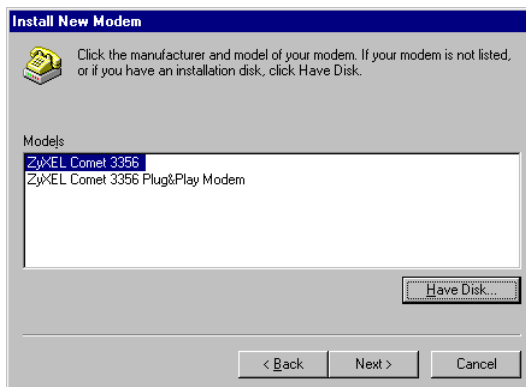 Install New Modem
Click the manufacturer and model of your modem. If your modem is not listed,
or if you have an installation disk, click Have Disk.
Models
ZyXEL Comet 3356
ZyXEL Comet 3356 Plug&Play Modem
Have Disk...
< Back
Next >
Cancel